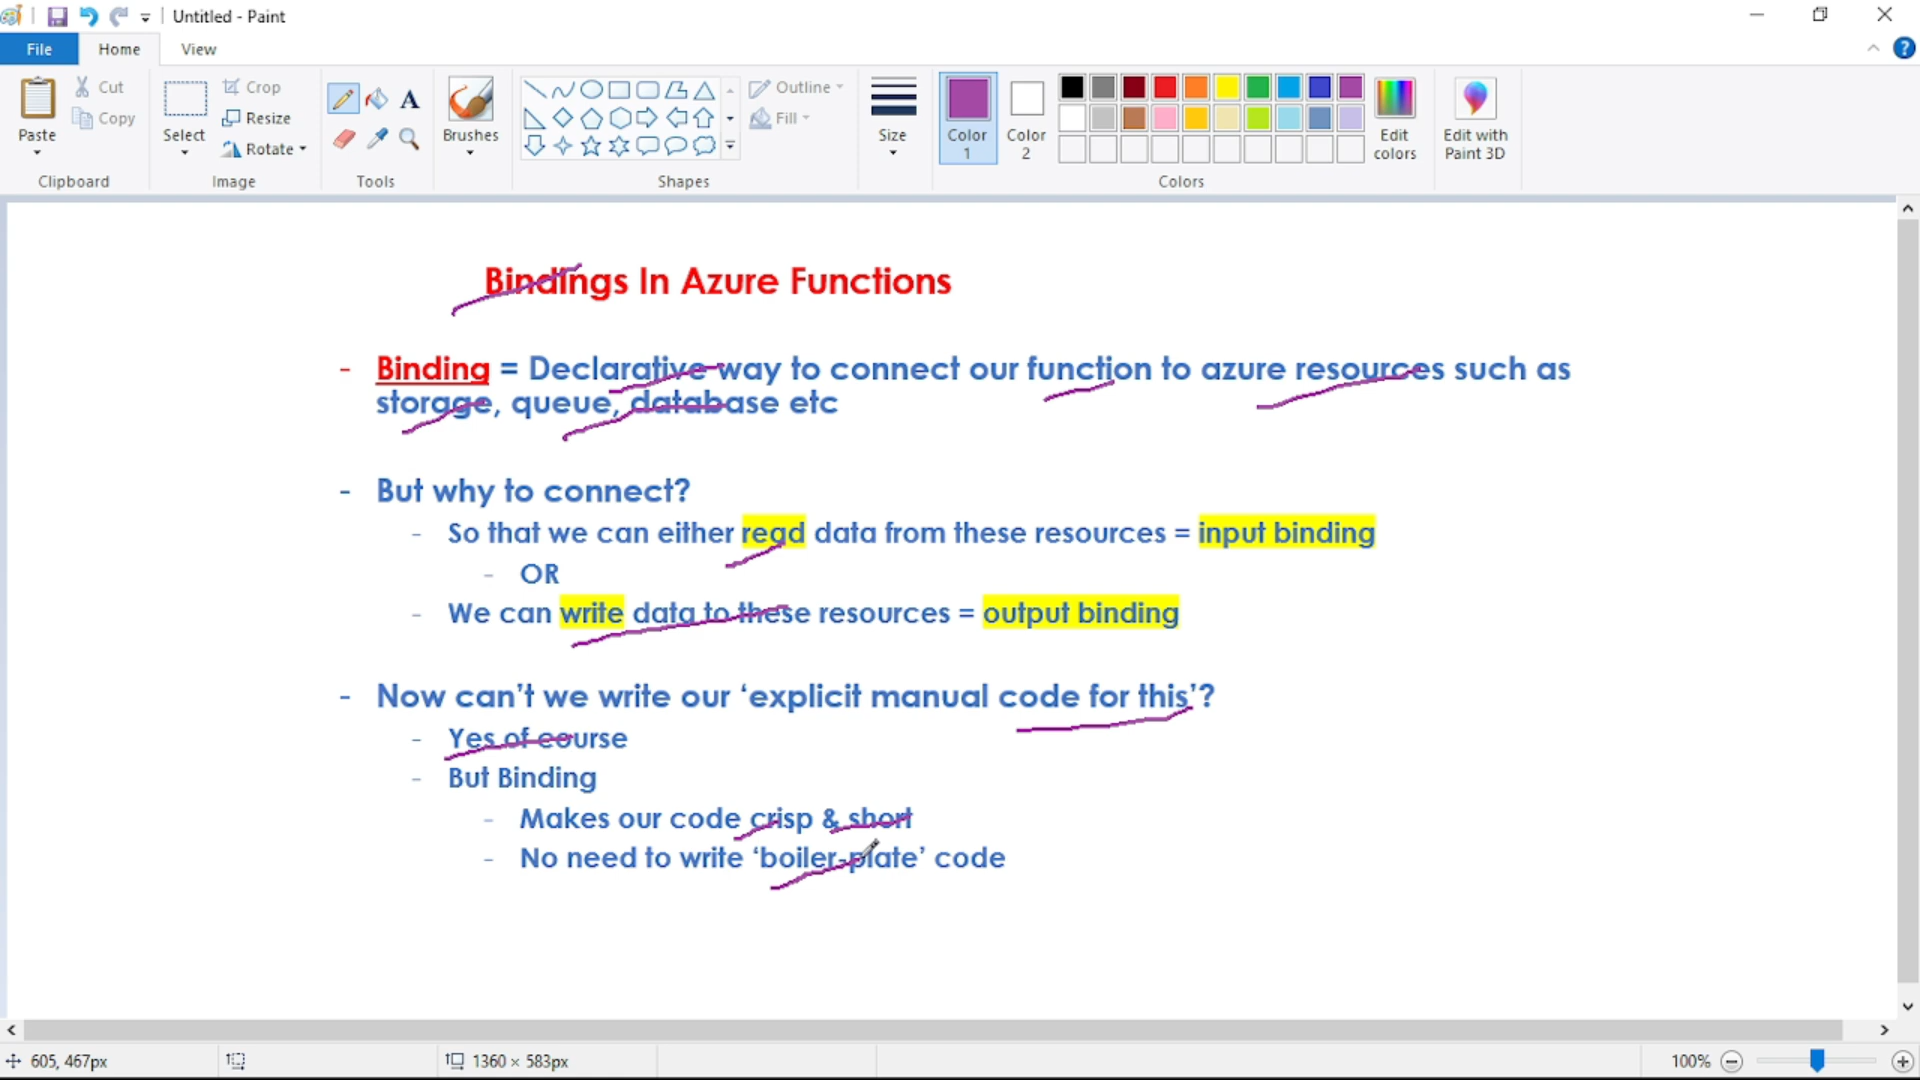 Untitled - Paint
File Home View
Paste Cut Copy Clipboard
Select Crop Resize Rotate Image
Tools
Brushes
Outline Fill Shapes
Size
Color 1 Color 2 Edit colors Colors
Edit with Paint 3D
Bindings In Azure Functions
- Binding = Declarative way to connect our function to azure resources such as
storage, queue, database etc
- But why to connect?
- So that we can either read data from these resources = input binding
- OR
- We can write data to these resources = output binding
- Now can't we write our ‘explicit manual code for this’?
- Yes of course
- But Binding
- Makes our code crisp & short
- No need to write ‘boiler-plate’ code
605, 467px 1360 × 583px 100%